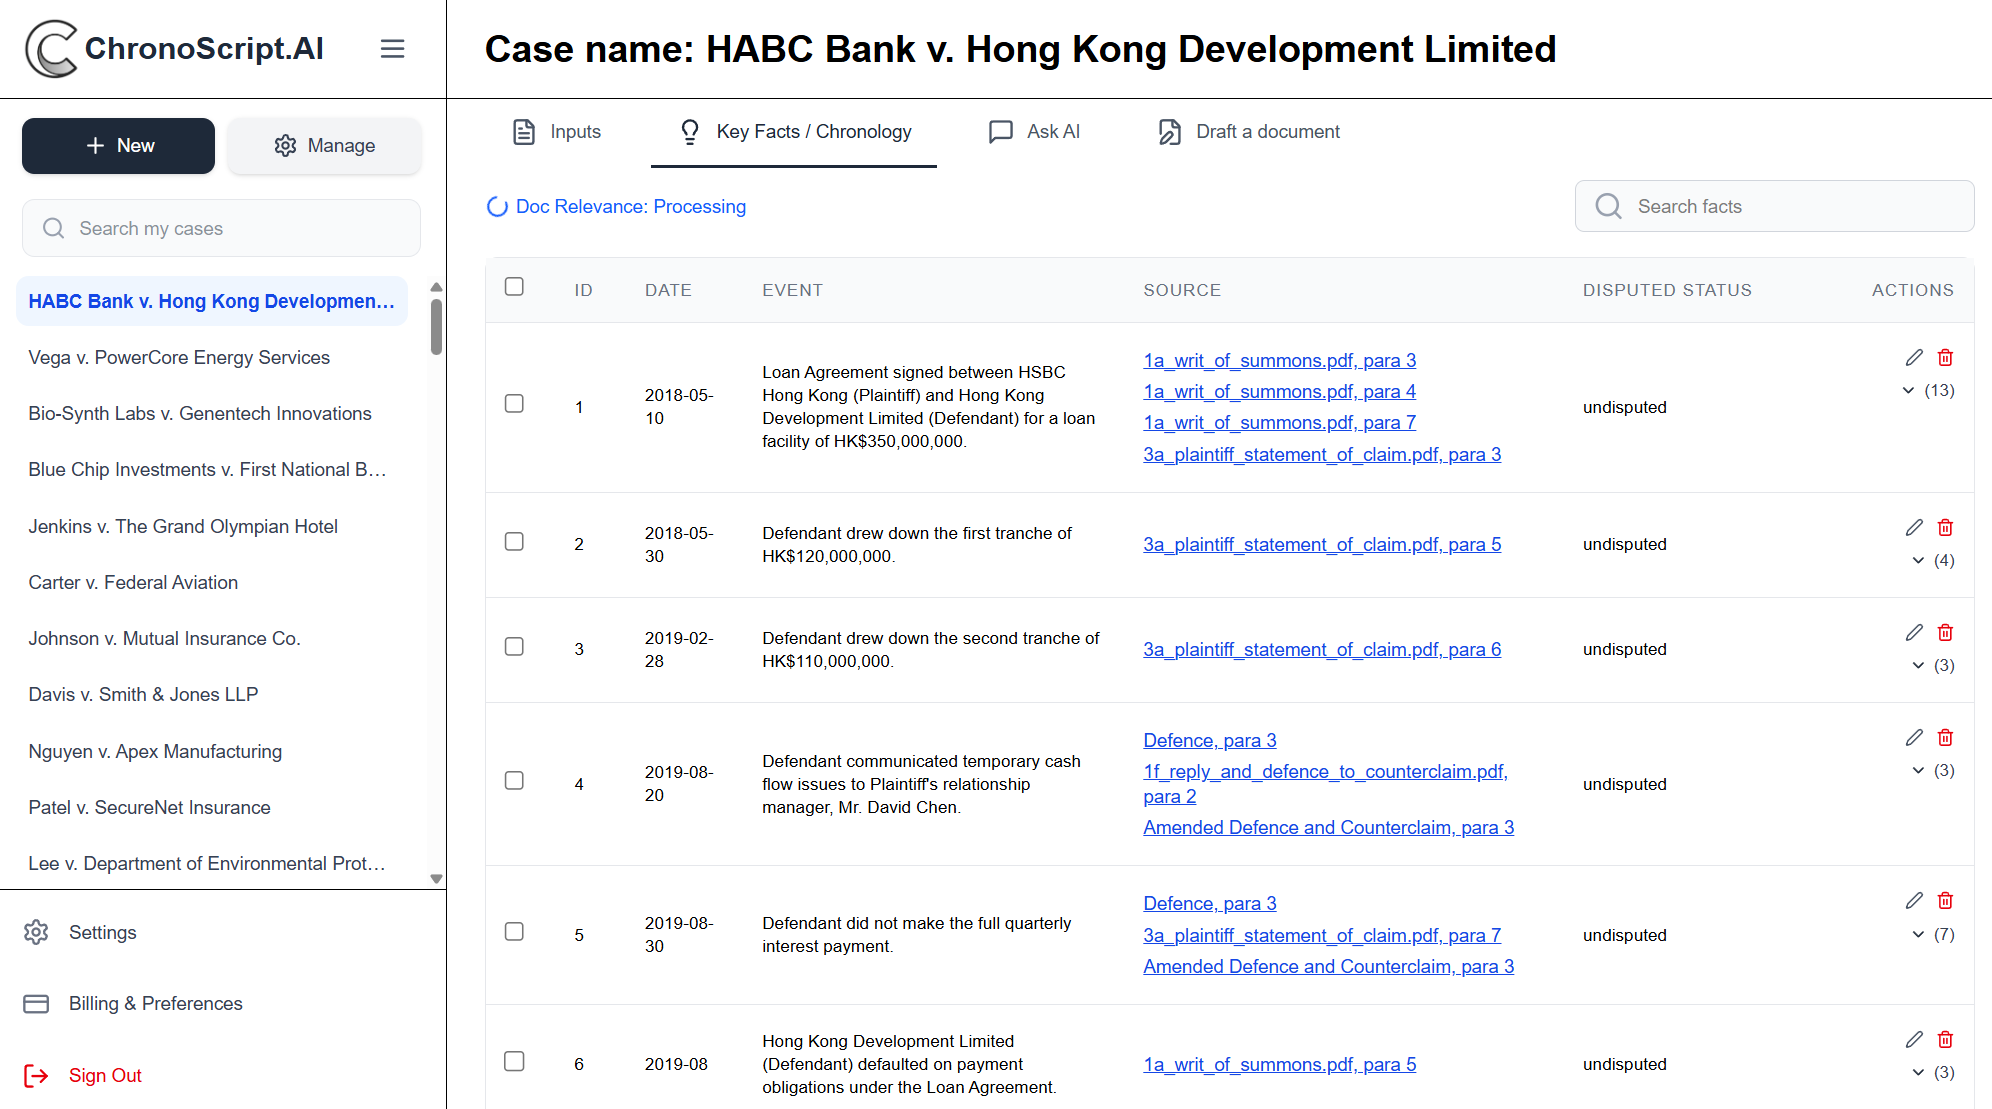 ChronoScript.AI
Case name: HABC Bank v. Hong Kong Development Limited
New
Manage
Search my cases
HABC Bank v. Hong Kong Developmen...
Vega v. PowerCore Energy Services
Bio-Synth Labs v. Genentech Innovations
Blue Chip Investments v. First National B...
Jenkins v. The Grand Olympian Hotel
Carter v. Federal Aviation
Johnson v. Mutual Insurance Co.
Davis v. Smith & Jones LLP
Nguyen v. Apex Manufacturing
Patel v. SecureNet Insurance
Lee v. Department of Environmental Prot...
Settings
Billing & Preferences
Sign Out
Inputs
Key Facts / Chronology
Ask AI
Draft a document
Doc Relevance: Processing
Search facts
ID
DATE
EVENT
SOURCE
DISPUTED STATUS
ACTIONS
1
2018-05-
10
Loan Agreement signed between HSBC
Hong Kong (Plaintiff) and Hong Kong
Development Limited (Defendant) for a loan
facility of HK$350,000,000.
1a_writ_of_summons.pdf, para 3
1a_writ_of_summons.pdf, para 4
1a_writ_of_summons.pdf, para 7
3a_plaintiff_statement_of_claim.pdf, para 3
undisputed
(13)
2
2018-05-
30
Defendant drew down the first tranche of
HK$120,000,000.
3a_plaintiff_statement_of_claim.pdf, para 5
undisputed
(4)
3
2019-02-
28
Defendant drew down the second tranche of
HK$110,000,000.
3a_plaintiff_statement_of_claim.pdf, para 6
undisputed
(3)
4
2019-08-
20
Defendant communicated temporary cash
flow issues to Plaintiff's relationship
manager, Mr. David Chen.
Defence, para 3
1f_reply_and_defence_to_counterclaim.pdf,
para 2
Amended Defence and Counterclaim, para 3
undisputed
(3)
5
2019-08-
30
Defendant did not make the full quarterly
interest payment.
Defence, para 3
3a_plaintiff_statement_of_claim.pdf, para 7
Amended Defence and Counterclaim, para 3
undisputed
(7)
6
2019-08
Hong Kong Development Limited
(Defendant) defaulted on payment
obligations under the Loan Agreement.
1a_writ_of_summons.pdf, para 5
undisputed
(3)